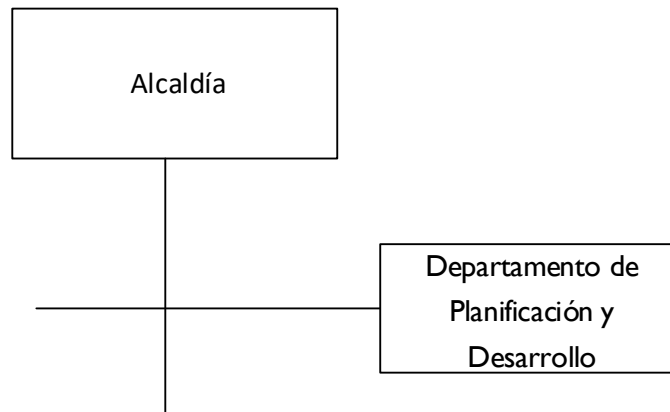 Alcaldía
Departamento de
Planificación y
Desarrollo